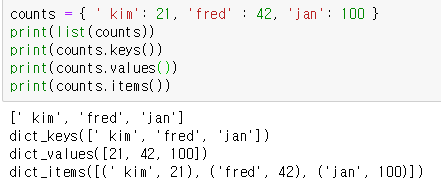 counts = { ' kim': 21, 'fred' : 42, 'jan': 100 }
print(list(counts))
print(counts.keys())
print(counts.values())
print(counts.items())
[' kim', 'fred', 'jan']
dict_keys([' kim', 'fred', 'jan'])
dict_values([21, 42, 100])
dict_items([(' kim', 21), ('fred', 42), ('jan', 100)])